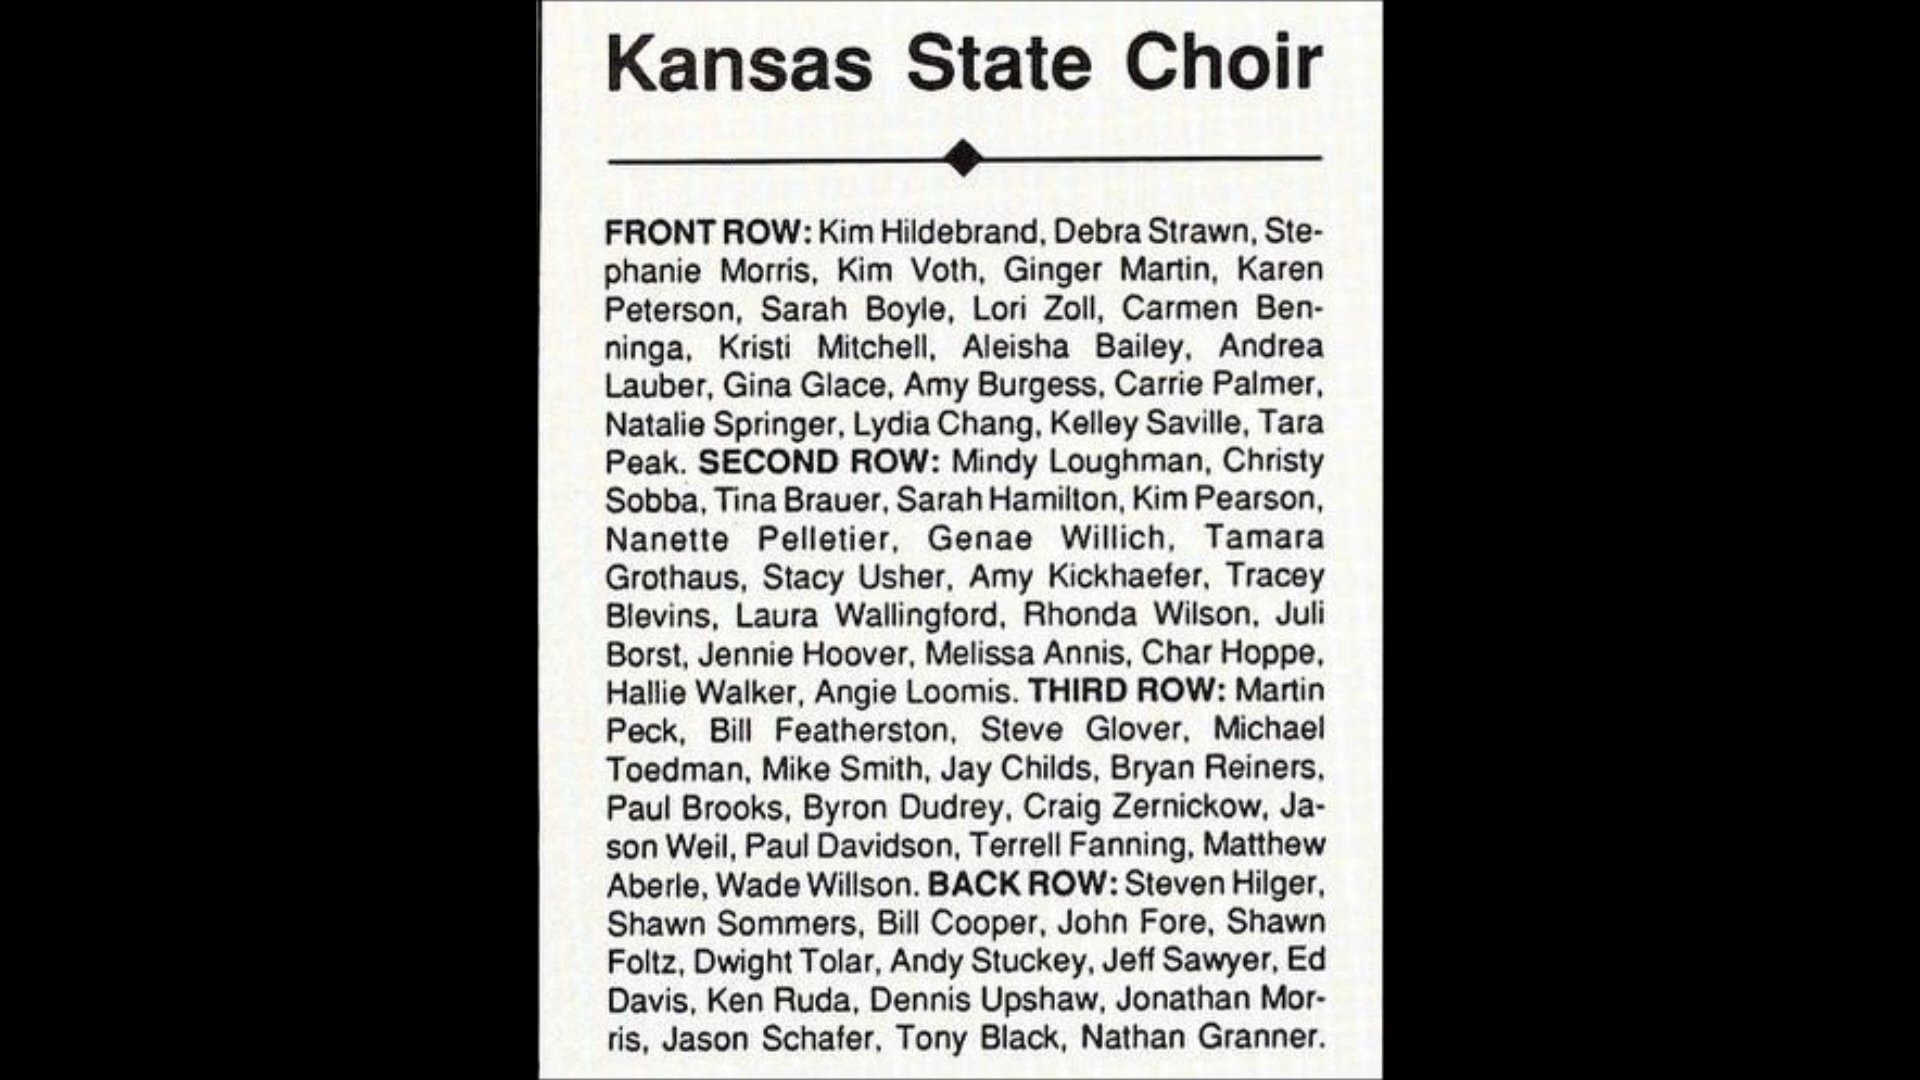 Kansas State Choir
FRONT ROW: Kim Hildebrand, Debra Strawn, Ste-
phanie Morris, Kim Voth, Ginger Martin, Karen
Peterson, Sarah Boyle, Lori Zoll, Carmen Ben-
ninga, Kristi Mitchell, Aleisha Bailey, Andrea
Lauber, Gina Glace, Amy Burgess, Carrie Palmer,
Natalie Springer, Lydia Chang, Kelley Saville, Tara
Peak. SECOND ROW: Mindy Loughman, Christy
Sobba, Tina Brauer, Sarah Hamilton, Kim Pearson,
Nanette Pelletier, Genae Willich, Tamara
Grothaus, Stacy Usher, Amy Kickhaefer, Tracey
Blevins, Laura Wallingford, Rhonda Wilson, Juli
Borst, Jennie Hoover, Melissa Annis, Char Hoppe,
Hallie Walker, Angie Loomis. THIRD ROW: Martin
Peck, Bill Featherston, Steve Glover, Michael
Toedman, Mike Smith, Jay Childs, Bryan Reiners,
Paul Brooks, Byron Dudrey, Craig Zernickow, Ja-
son Weil, Paul Davidson, Terrell Fanning, Matthew
Aberle, Wade Willson. BACK ROW: Steven Hilger,
Shawn Sommers, Bill Cooper, John Fore, Shawn
Foltz, Dwight Tolar, Andy Stuckey, Jeff Sawyer, Ed
Davis, Ken Ruda, Dennis Upshaw, Jonathan Mor-
ris, Jason Schafer, Tony Black, Nathan Granner.